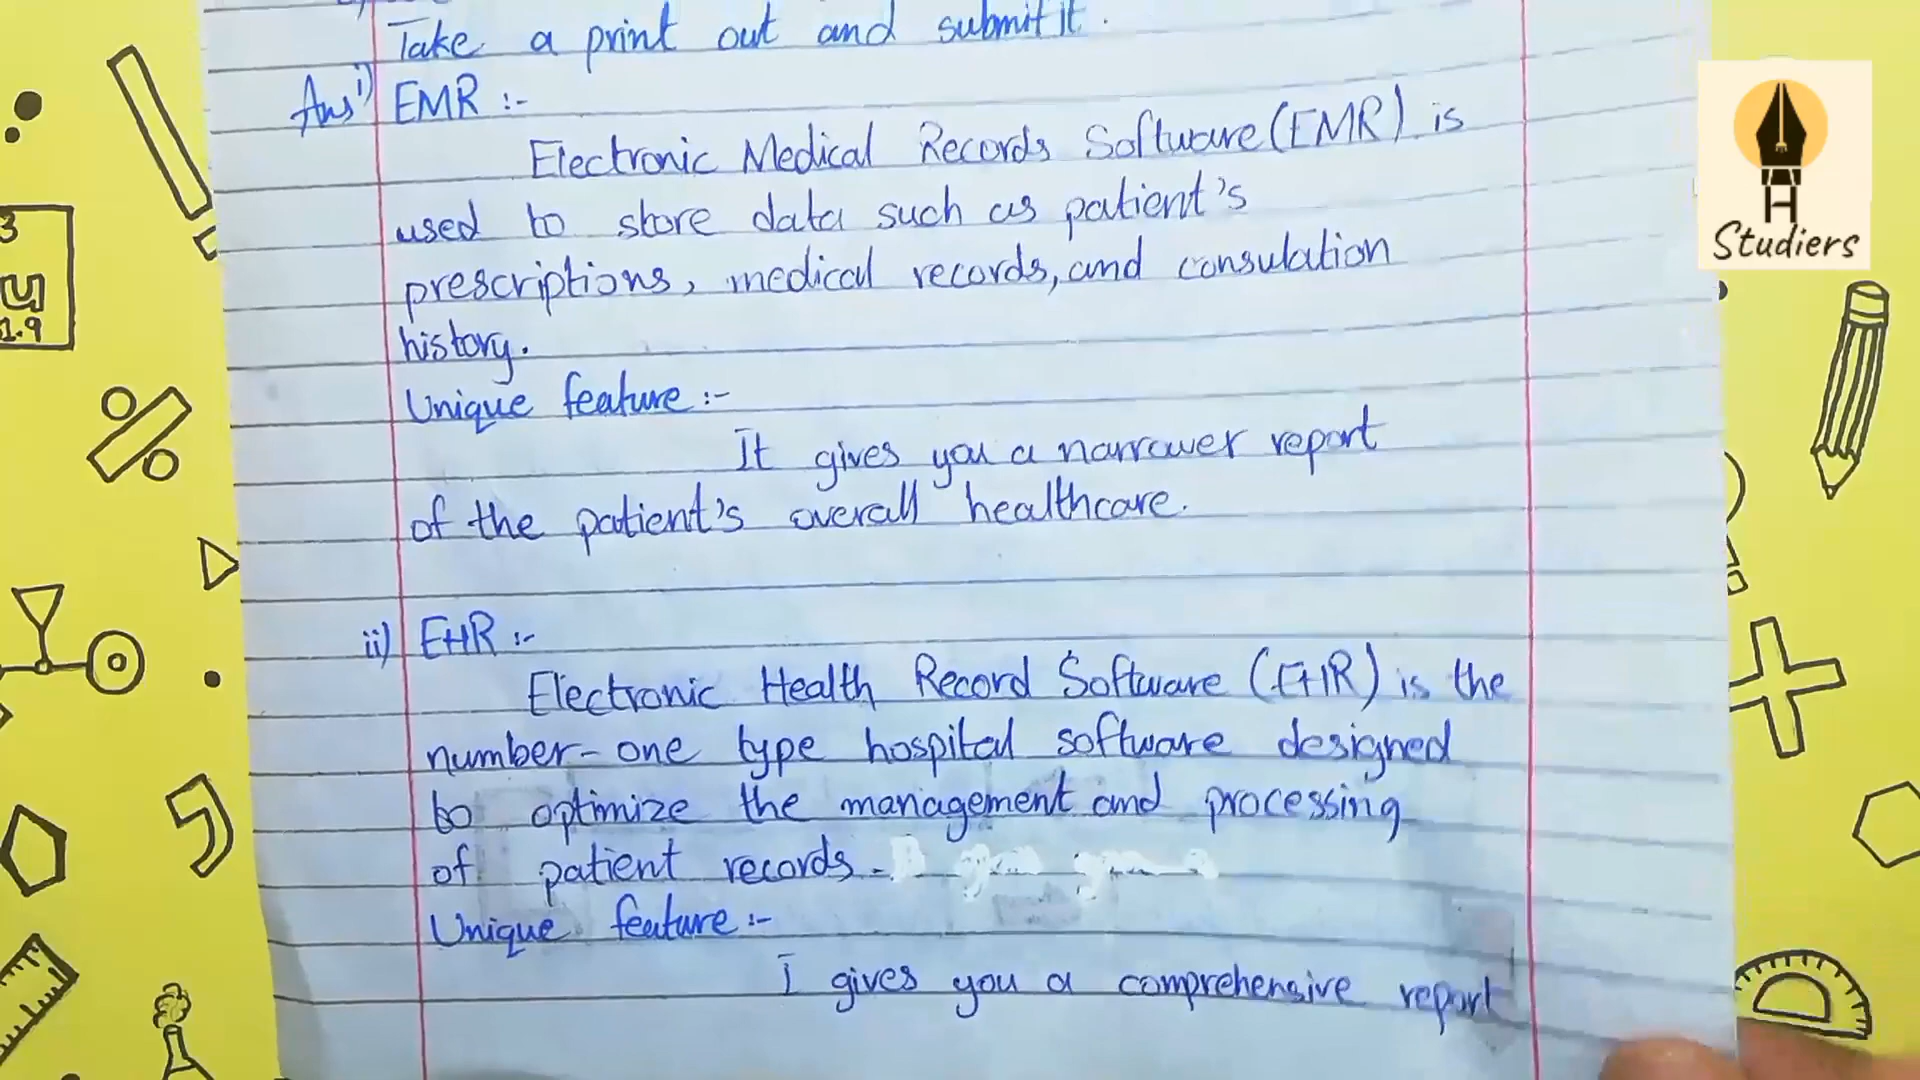 Take a print out and submit it.
Ans i) EMR :-
Electronic Medical Records Software (EMR) is
used to store data such as patient's
prescriptions, medical records, and consulation
history.
Unique feature :-
It gives you a narrower report
of the patient's overall healthcare.
ii) EHR :-
Electronic Health Record Software (EHR) is the
number-one type hospital software designed
to optimize the management and processing
of patient records.
Unique feature :-
I gives you a comprehensive report
Studiers
3
u
1.9